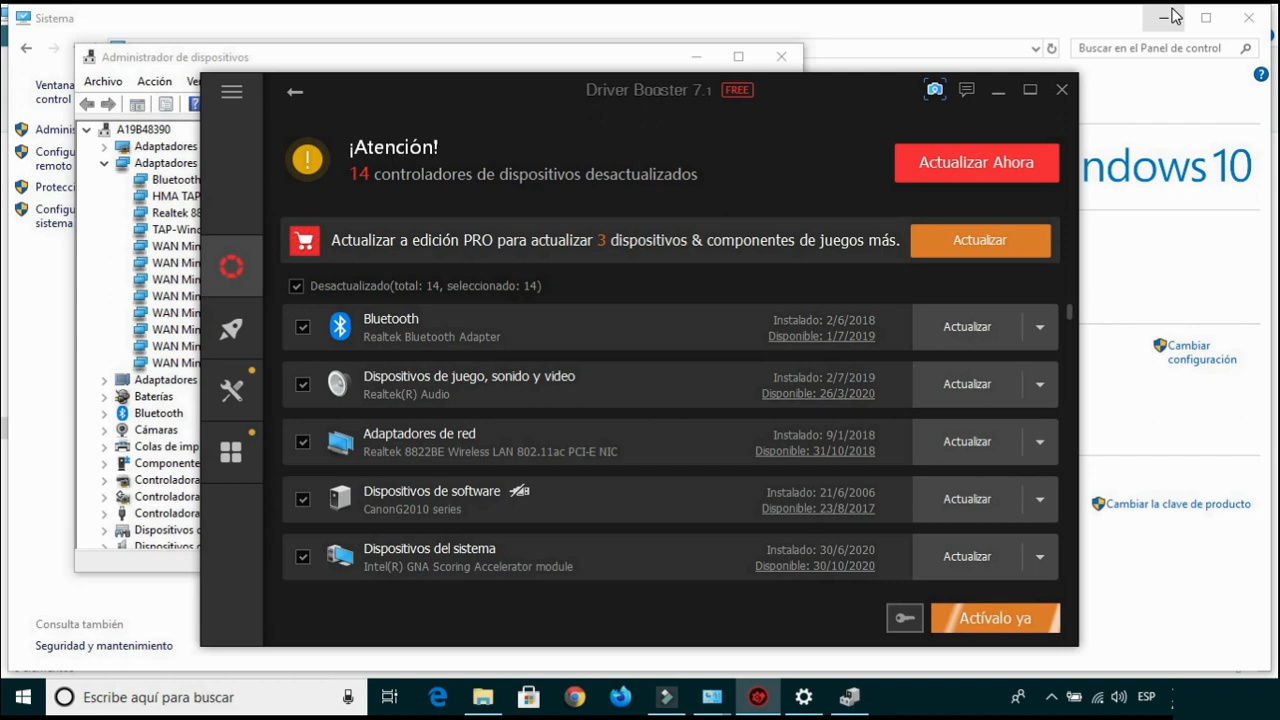 Sistema
Buscar en el Panel de control
Ventana
control
Adminis
Configu
remoto
Protecci
Configu
sistema
Administrador de dispositivos
Archivo Acción Ve
A19B48390
Adaptadores
Adaptadores
Bluetooth
HMA TAP
Realtek 88
TAP-Wind
WAN Min
WAN Min
WAN Min
WAN Min
WAN Min
WAN Min
WAN Min
WAN Min
Adaptadores
Baterías
Bluetooth
Cámaras
Colas de imp
Componente
Controladora
Controladora
Controladora
Dispositivos
Dispositivos
Driver Booster 7.1 FREE
¡Atención!
14 controladores de dispositivos desactualizados
Actualizar Ahora
Actualizar a edición PRO para actualizar 3 dispositivos & componentes de juegos más.
Actualizar
Desactualizado(total: 14, seleccionado: 14)
Bluetooth
Realtek Bluetooth Adapter
Instalado: 2/6/2018
Disponible: 1/7/2019
Actualizar
Dispositivos de juego, sonido y video
Realtek(R) Audio
Instalado: 2/7/2019
Disponible: 26/3/2020
Actualizar
Adaptadores de red
Realtek 8822BE Wireless LAN 802.11ac PCI-E NIC
Instalado: 9/1/2018
Disponible: 31/10/2018
Actualizar
Dispositivos de software
CanonG2010 series
Instalado: 21/6/2006
Disponible: 23/8/2017
Actualizar
Dispositivos del sistema
Intel(R) GNA Scoring Accelerator module
Instalado: 30/6/2020
Disponible: 30/10/2020
Actualizar
Actívalo ya
ndows 10
Cambiar
configuración
Cambiar la clave de producto
Consulta también
Seguridad y mantenimiento
Escribe aquí para buscar
ESP